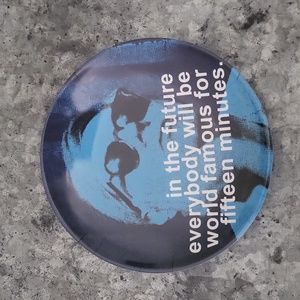 in the future
everybody will be
world famous for
fifteen minutes.